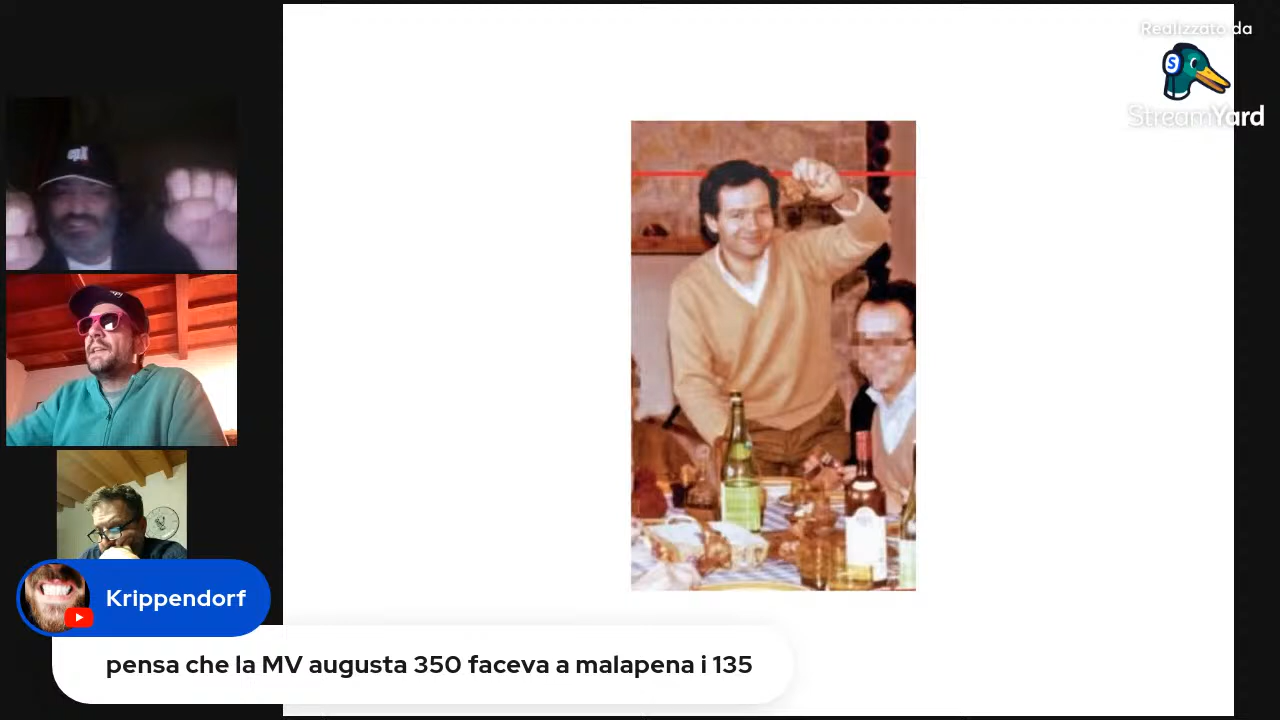 Realizzato da
StreamYard
Krippendorf
pensa che la MV augusta 350 faceva a malapena i 135